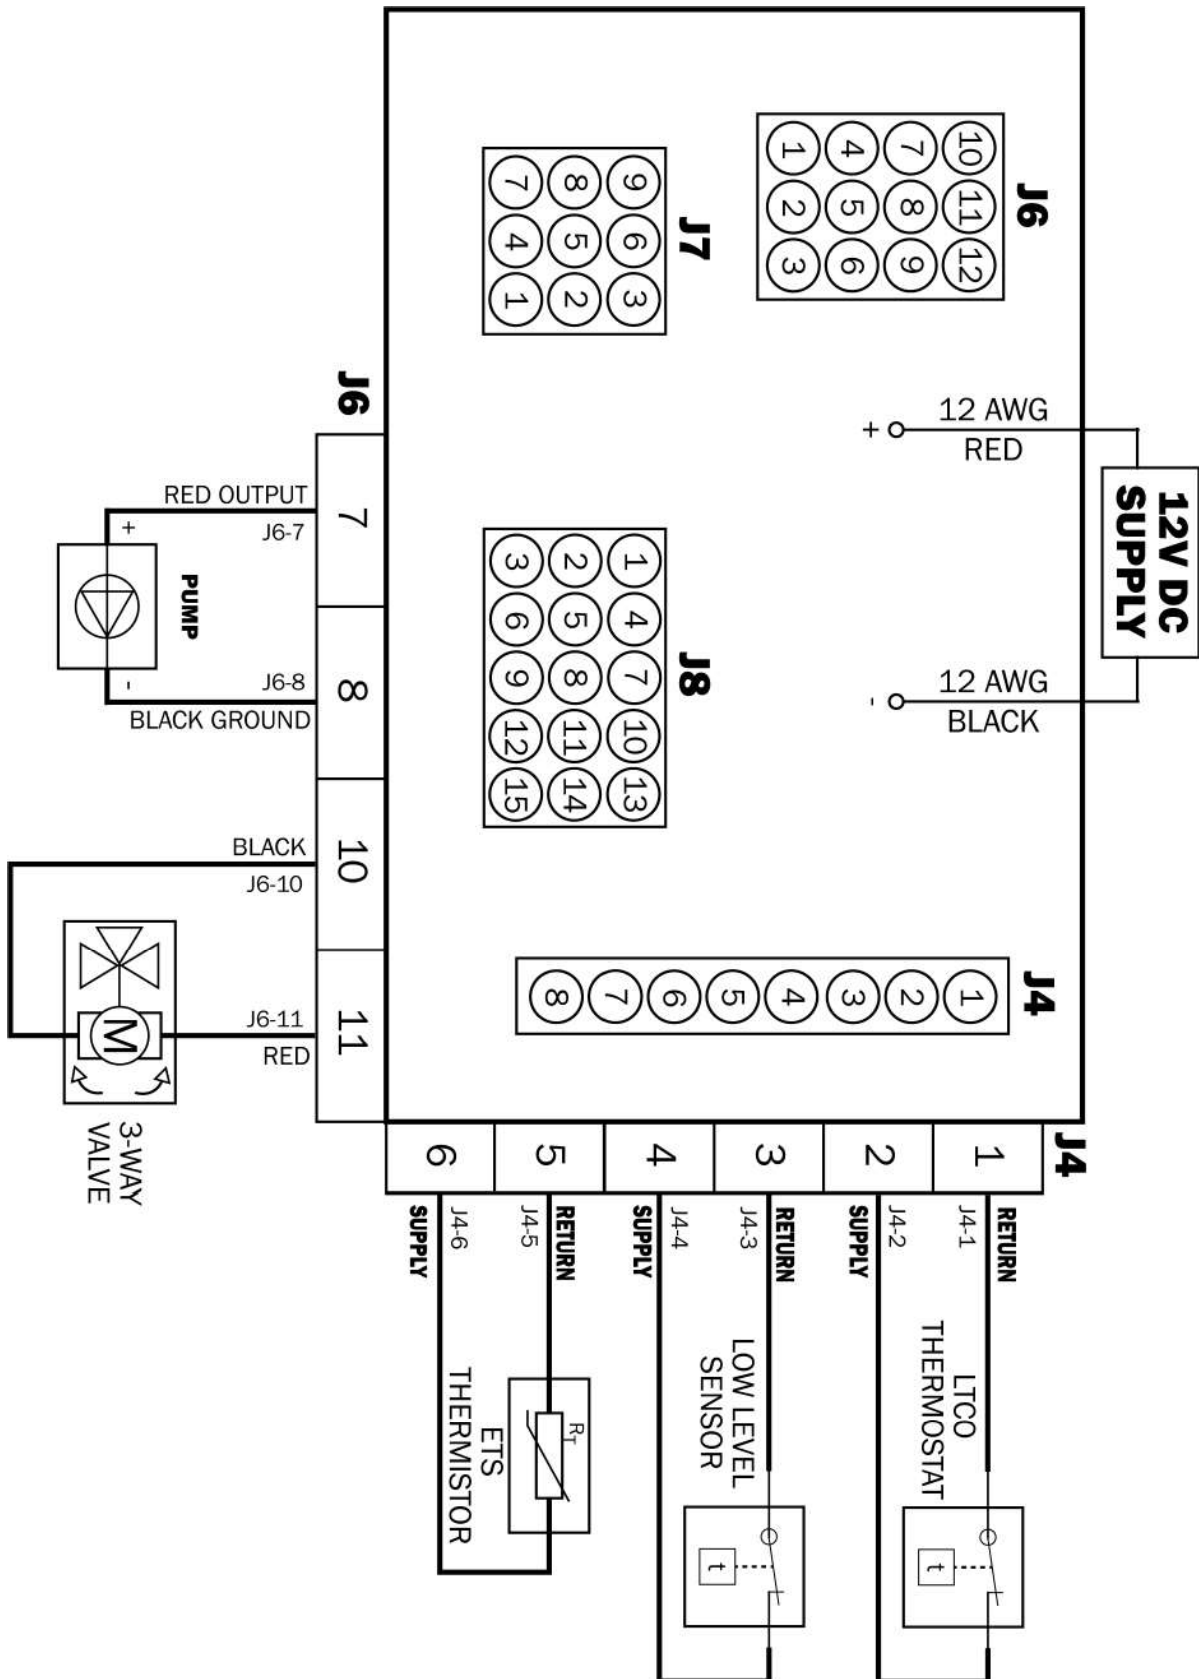 12V DC
SUPPLY
12 AWG
RED
+
12 AWG
BLACK
-
J6
10 11 12
7 8 9
4 5 6
1 2 3
J7
9 6 3
8 5 2
7 4 1
J8
1 4 7 10 13
2 5 8 11 14
3 6 9 12 15
J4
1
2
3
4
5
6
7
8
J6
7
8
10
11
RED OUTPUT
J6-7
+
PUMP
-
J6-8
BLACK GROUND
BLACK
J6-10
M
J6-11
RED
3-WAY
VALVE
J4
1
2
3
4
5
6
RETURN
J4-1
J4-2
SUPPLY
LTCO
THERMOSTAT
t
RETURN
J4-3
J4-4
SUPPLY
LOW LEVEL
SENSOR
t
RETURN
J4-5
J4-6
SUPPLY
RT
ETS
THERMISTOR